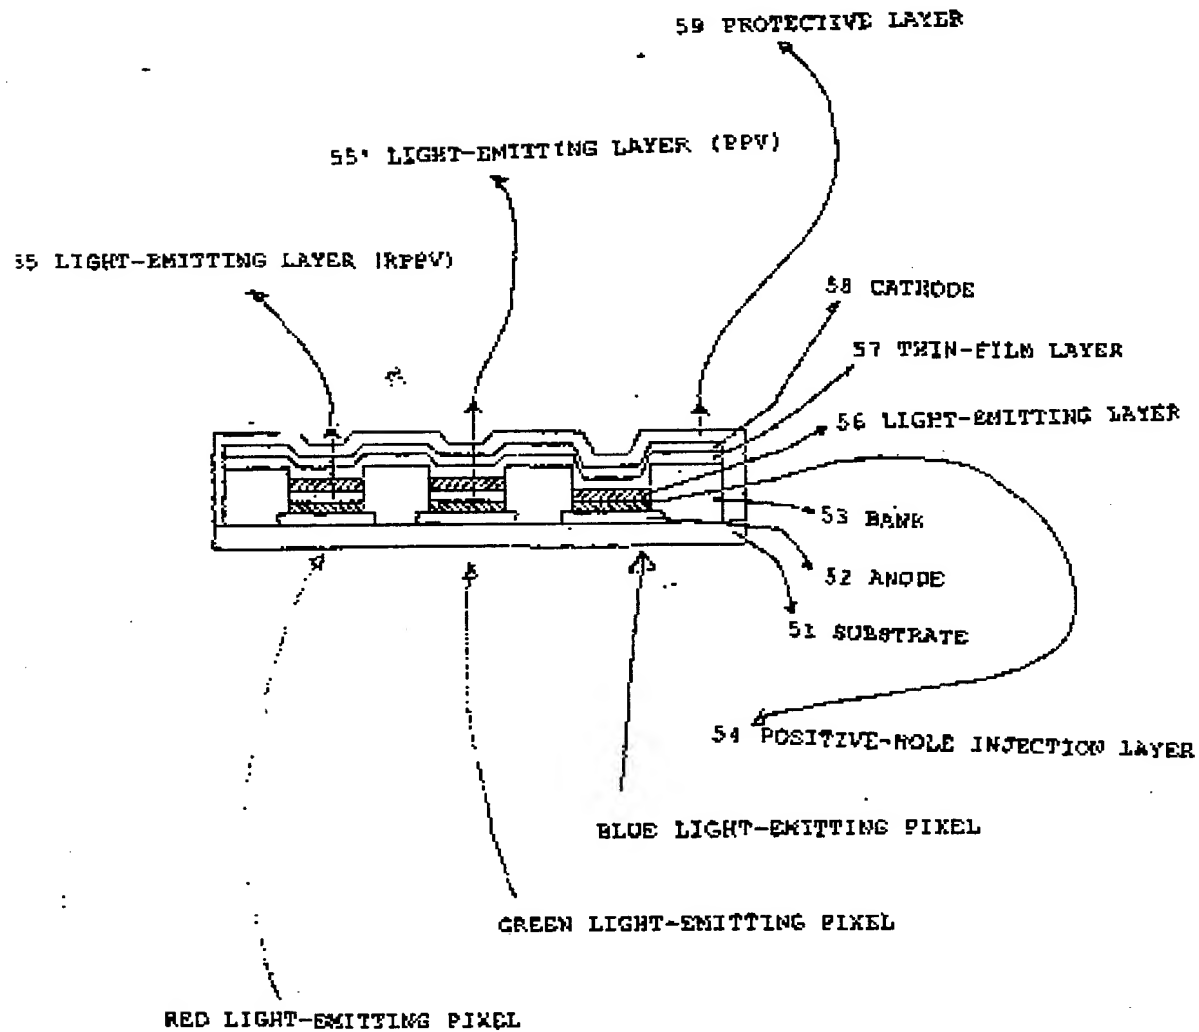 59 PROTECTIVE LAYER
55' LIGHT-EMITTING LAYER (PPV)
55 LIGHT-EMITTING LAYER (RPPV)
58 CATHODE
57 THIN-FILM LAYER
56 LIGHT-EMITTING LAYER
53 BANK
52 ANODE
51 SUBSTRATE
54 POSITIVE-HOLE INJECTION LAYER
BLUE LIGHT-EMITTING PIXEL
GREEN LIGHT-EMITTING PIXEL
RED LIGHT-EMITTING PIXEL